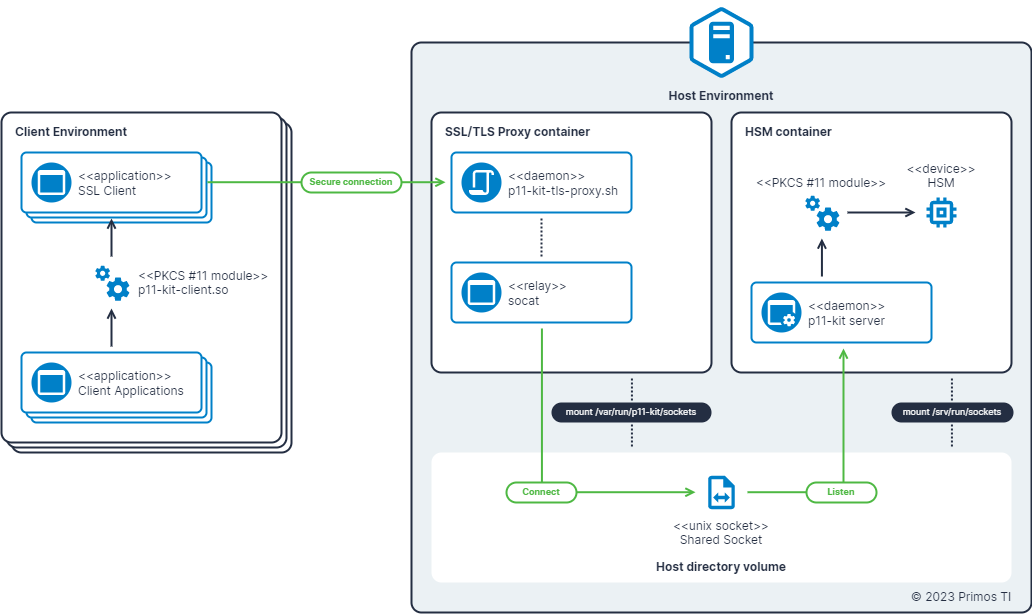 Host Environment
Client Environment
<<application>>
SSL Client
<<PKCS #11 module>>
p11-kit-client.so
<<application>>
Client Applications
Secure connection
SSL/TLS Proxy container
<<daemon>>
p11-kit-tls-proxy.sh
<<relay>>
socat
HSM container
<<PKCS #11 module>>
<<device>>
HSM
<<daemon>>
p11-kit server
mount /var/run/p11-kit/sockets
mount /srv/run/sockets
Connect
Listen
<<unix socket>>
Shared Socket
Host directory volume
© 2023 Primos TI